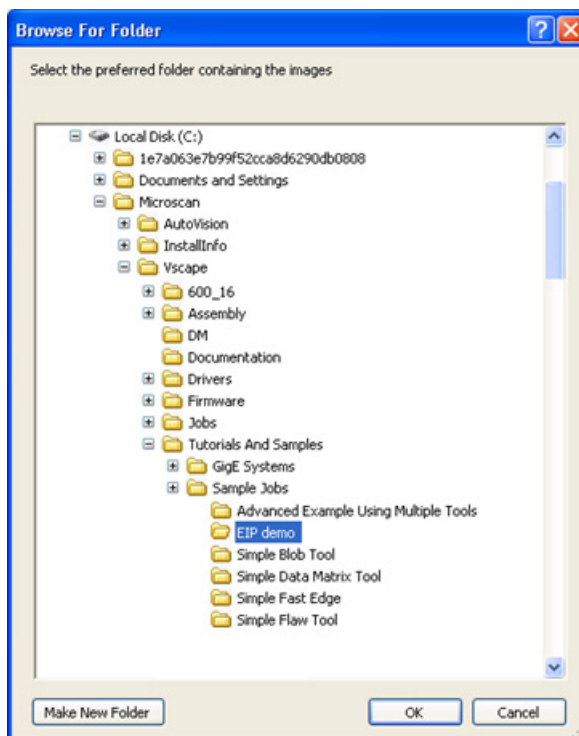 Browse For Folder
Select the preferred folder containing the images
Local Disk (C:)
1e7a063e7b99f52cca8d6290db0808
Documents and Settings
Microscan
AutoVision
InstallInfo
Vscape
600_16
Assembly
DM
Documentation
Drivers
Firmware
Jobs
Tutorials And Samples
GigE Systems
Sample Jobs
Advanced Example Using Multiple Tools
EIP demo
Simple Blob Tool
Simple Data Matrix Tool
Simple Fast Edge
Simple Flaw Tool
Make New Folder OK Cancel